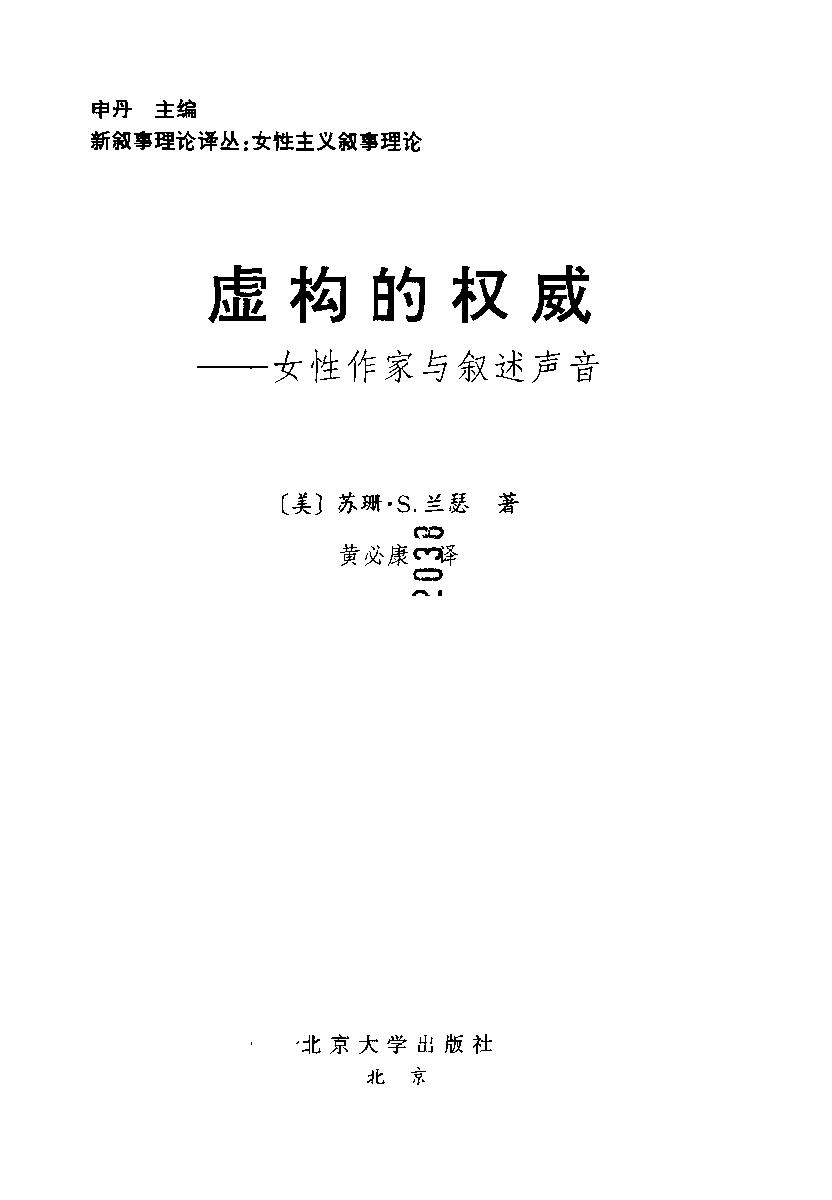 申丹　主编
新叙事理论译丛：女性主义叙事理论
虚构的权威
——女性作家与叙述声音
〔美〕苏珊·S.兰瑟　著
黄必康　译
2038
北京大学出版社
北　京